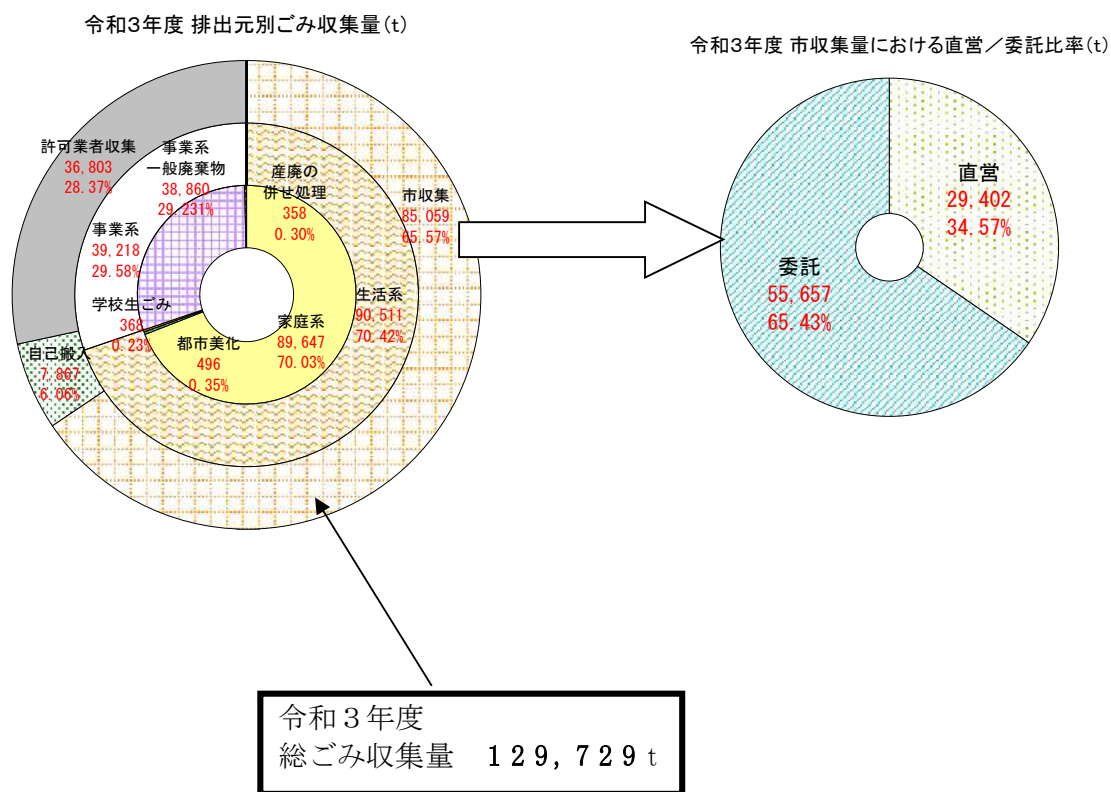 令和3年度 排出元別ごみ収集量(t)
令和3年度 市収集量における直営／委託比率(t)
許可業者収集
36,803
28.37%
事業系
一般廃棄物
38,860
29.231%
産廃の
併せ処理
358
0.30%
市収集
85,059
65.57%
事業系
39,218
29.58%
学校生ごみ
368
0.23%
自己搬入
7,867
6.06%
都市美化
496
0.35%
家庭系
89,647
70.03%
生活系
90,511
70.42%
直営
29,402
34.57%
委託
55,657
65.43%
令和３年度
総ごみ収集量　１２９，７２９ｔ